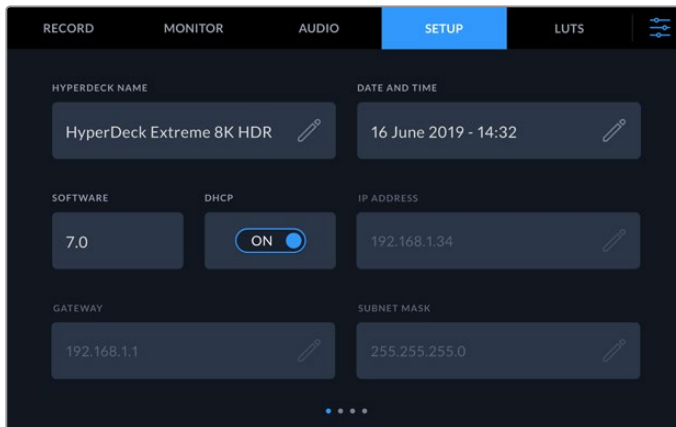 RECORD MONITOR AUDIO SETUP LUTS
HYPERDECK NAME DATE AND TIME
HyperDeck Extreme 8K HDR 16 June 2019 - 14:32
SOFTWARE DHCP IP ADDRESS
7.0 ON 192.168.1.34
GATEWAY SUBNET MASK
192.168.1.1 255.255.255.0